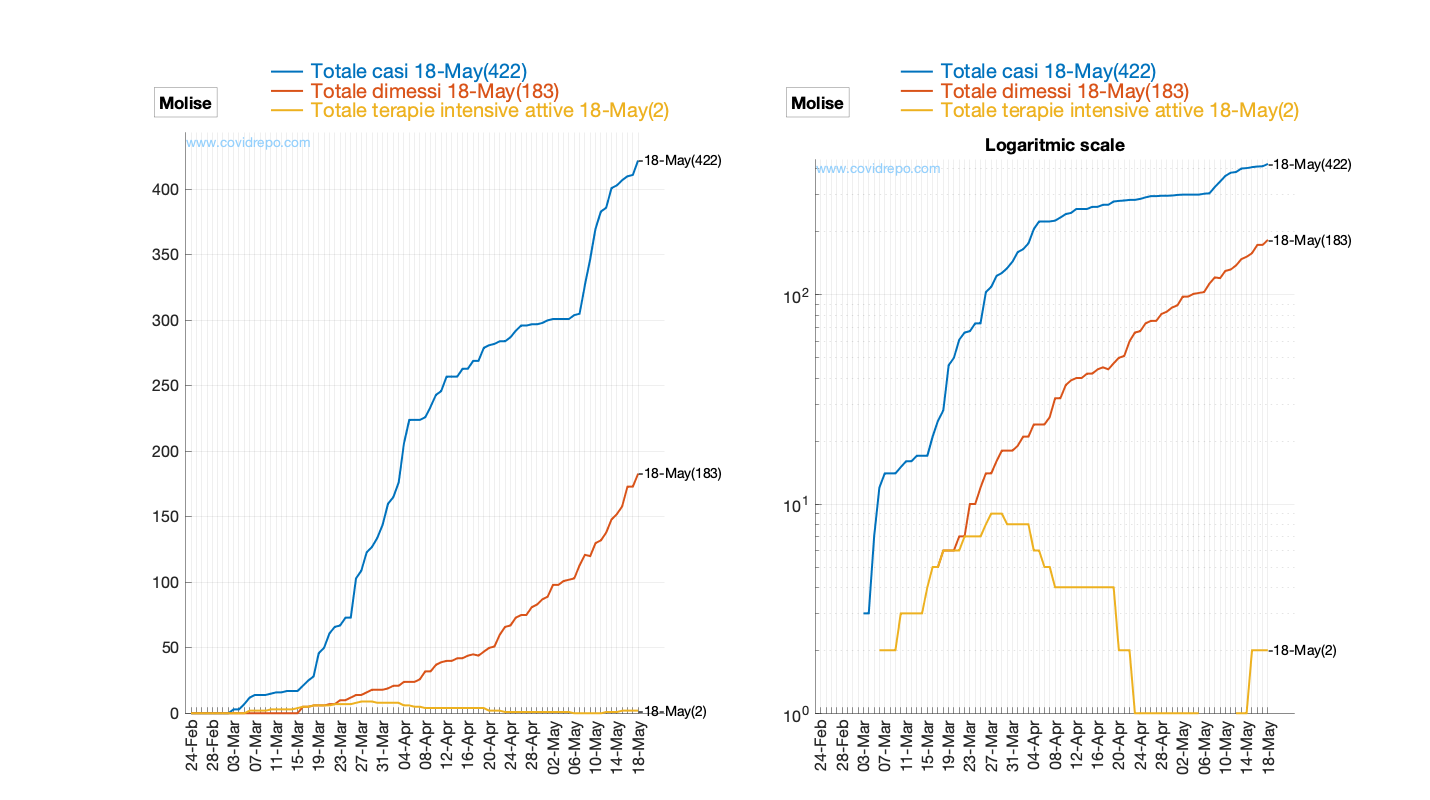 Totale casi 18-May(422)
Totale dimessi 18-May(183)
Totale terapie intensive attive 18-May(2)
Molise
www.covidrepo.com
18-May(422)
18-May(183)
18-May(2)
400
350
300
250
200
150
100
50
0
24-Feb
28-Feb
03-Mar
07-Mar
11-Mar
15-Mar
19-Mar
23-Mar
27-Mar
31-Mar
04-Apr
08-Apr
12-Apr
16-Apr
20-Apr
24-Apr
28-Apr
02-May
06-May
10-May
14-May
18-May
Totale casi 18-May(422)
Totale dimessi 18-May(183)
Totale terapie intensive attive 18-May(2)
Molise
Logaritmic scale
www.covidrepo.com
18-May(422)
18-May(183)
18-May(2)
10²
10¹
10⁰
24-Feb
28-Feb
03-Mar
07-Mar
11-Mar
15-Mar
19-Mar
23-Mar
27-Mar
31-Mar
04-Apr
08-Apr
12-Apr
16-Apr
20-Apr
24-Apr
28-Apr
02-May
06-May
10-May
14-May
18-May